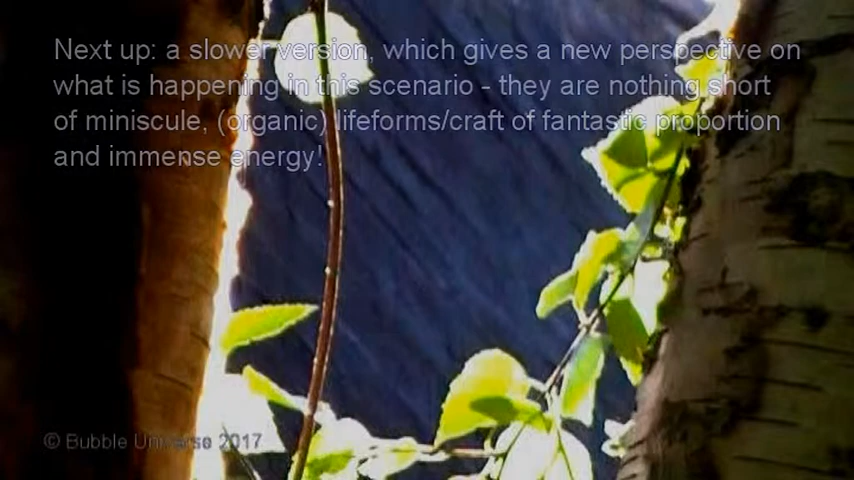 Next up: a slower version, which gives a new perspective on
what is happening in this scenario - they are nothing short
of miniscule, (organic) lifeforms/craft of fantastic proportion
and immense energy!
© Bubble Universe 2017